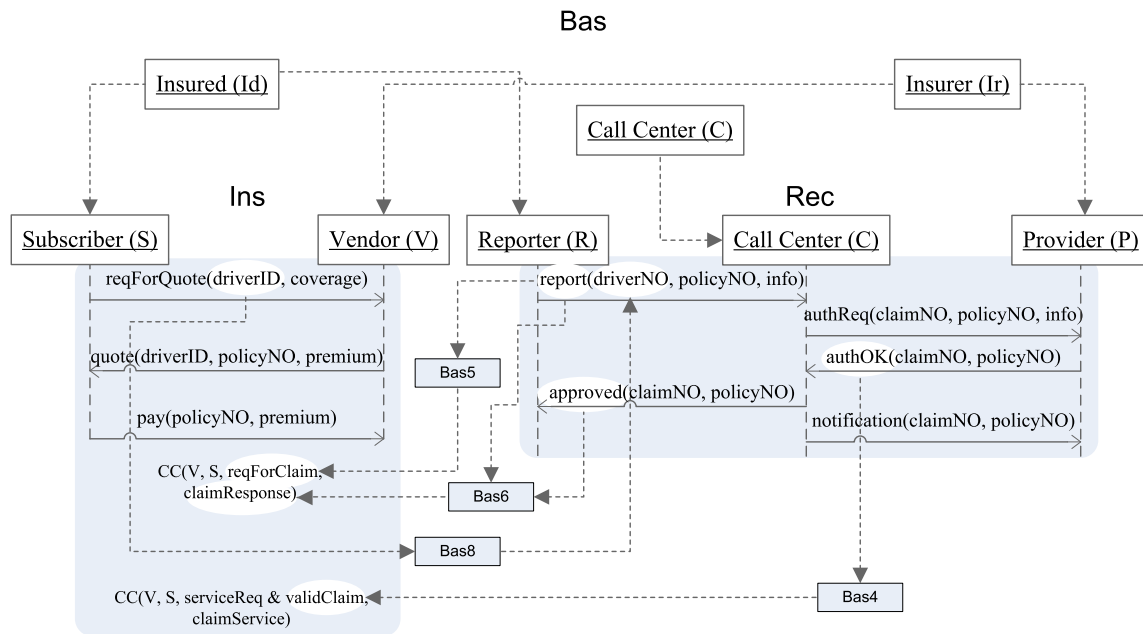 Bas
Insured (Id)
Insurer (Ir)
Call Center (C)
Ins
Rec
Subscriber (S)
Vendor (V)
Reporter (R)
Call Center (C)
Provider (P)
reqForQuote(driverID, coverage)
report(driverNO, policyNO, info)
authReq(claimNO, policyNO, info)
quote(driverID, policyNO, premium)
authOK(claimNO, policyNO)
Bas5
approved(claimNO, policyNO)
pay(policyNO, premium)
notification(claimNO, policyNO)
CC(V, S, reqForClaim,
claimResponse)
Bas6
Bas8
CC(V, S, serviceReq & validClaim,
claimService)
Bas4